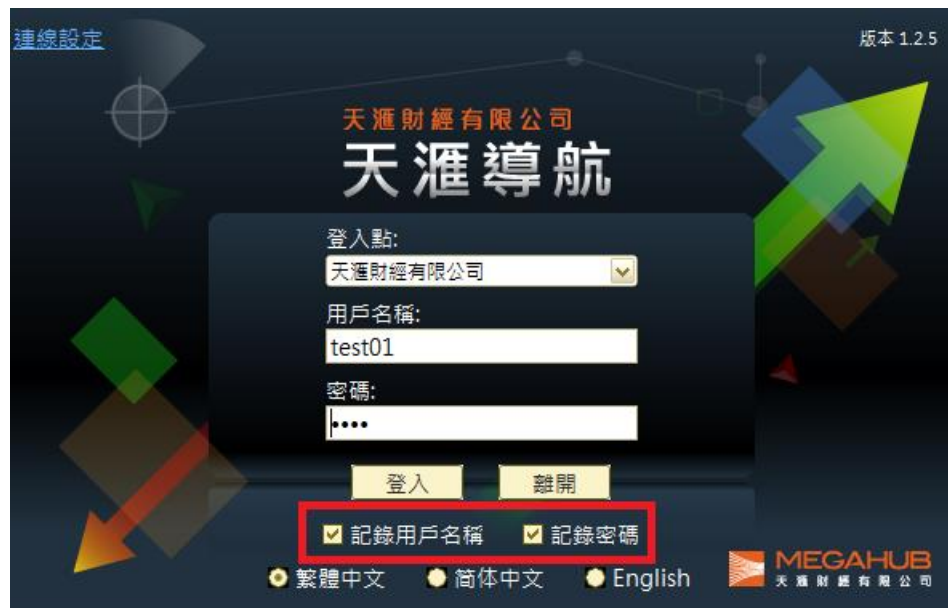 連線設定
版本 1.2.5
天滙財經有限公司
天滙導航
登入點:
天滙財經有限公司
用戶名稱:
test01
密碼:
••••
登入
離開
記錄用戶名稱
記錄密碼
繁體中文
简体中文
English
MEGAHUB
天滙財經有限公司